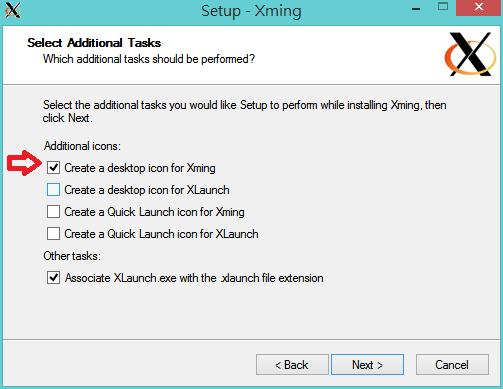 Setup - Xming
Select Additional Tasks
Which additional tasks should be performed?
Select the additional tasks you would like Setup to perform while installing Xming, then
click Next.
Additional icons:
Create a desktop icon for Xming
Create a desktop icon for XLaunch
Create a Quick Launch icon for Xming
Create a Quick Launch icon for XLaunch
Other tasks:
Associate XLaunch.exe with the .xlaunch file extension
< Back
Next >
Cancel